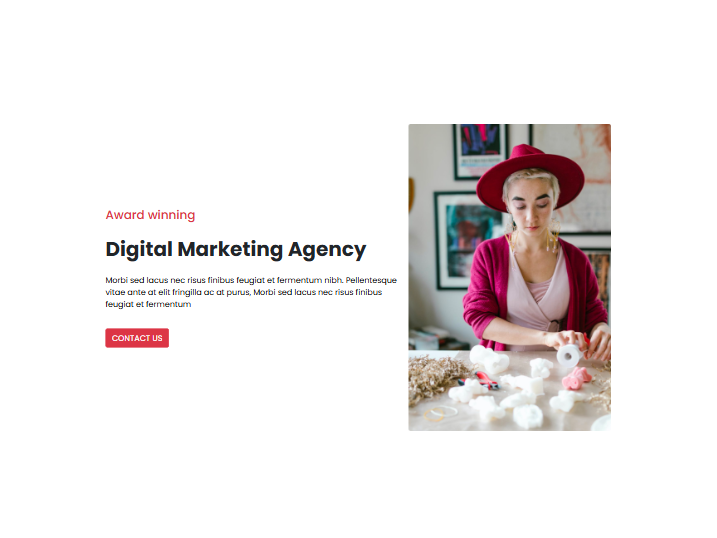 Award winning
Digital Marketing Agency
Morbi sed lacus nec risus finibus feugiat et fermentum nibh. Pellentesque
vitae ante at elit fringilla ac at purus, Morbi sed lacus nec risus finibus
feugiat et fermentum
CONTACT US